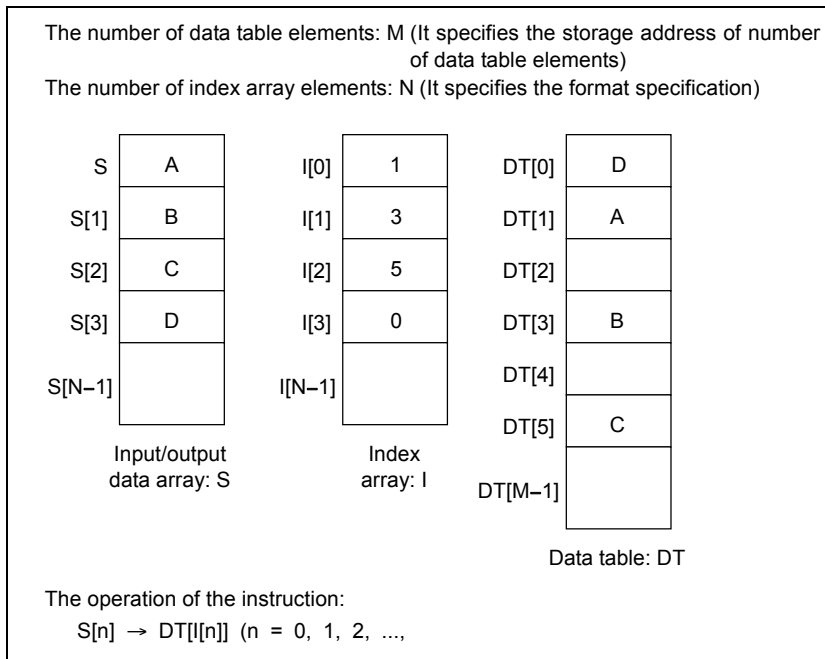 The number of data table elements: M (It specifies the storage address of number
of data table elements)
The number of index array elements: N (It specifies the format specification)
S A I[0] 1 DT[0] D
S[1] B I[1] 3 DT[1] A
S[2] C I[2] 5 DT[2]
S[3] D I[3] 0 DT[3] B
DT[4]
S[N−1] I[N−1]
DT[5] C
Input/output
data array: S
Index
array: I
DT[M−1]
Data table: DT
The operation of the instruction:
S[n] → DT[I[n]] (n = 0, 1, 2, ...,